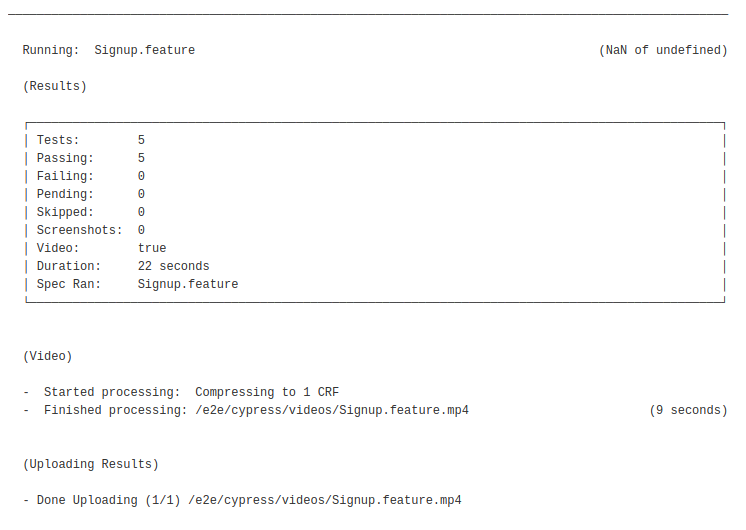 Running:  Signup.feature (NaN of undefined)
(Results)
Tests:        5
Passing:      5
Failing:      0
Pending:      0
Skipped:      0
Screenshots:  0
Video:        true
Duration:     22 seconds
Spec Ran:     Signup.feature
(Video)
-  Started processing:  Compressing to 1 CRF
-  Finished processing: /e2e/cypress/videos/Signup.feature.mp4 (9 seconds)
(Uploading Results)
- Done Uploading (1/1) /e2e/cypress/videos/Signup.feature.mp4